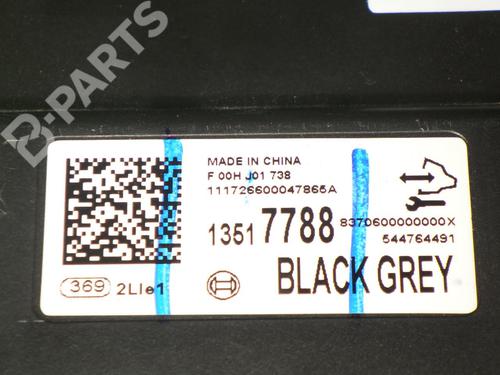 B-PARTS
MADE IN CHINA
F 00H J01 738
111726600047865A
1351 7788
8370600000000X
544764491
369 2LIe1
BLACK GREY